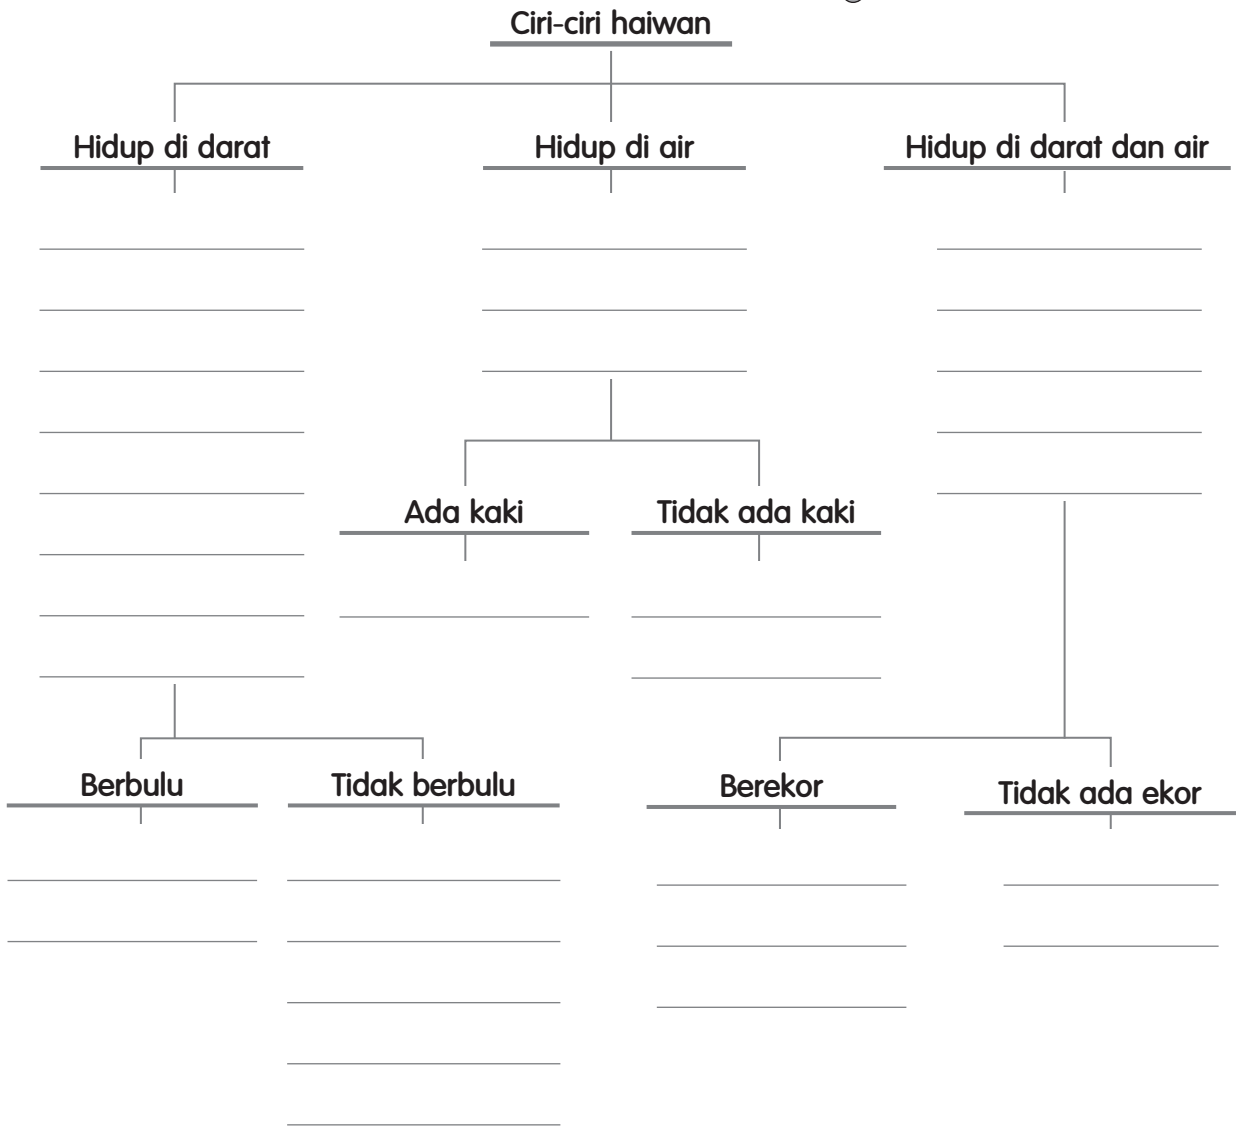 Ciri-ciri haiwan
Hidup di darat
Hidup di air
Hidup di darat dan air
Ada kaki
Tidak ada kaki
Berbulu
Tidak berbulu
Berekor
Tidak ada ekor